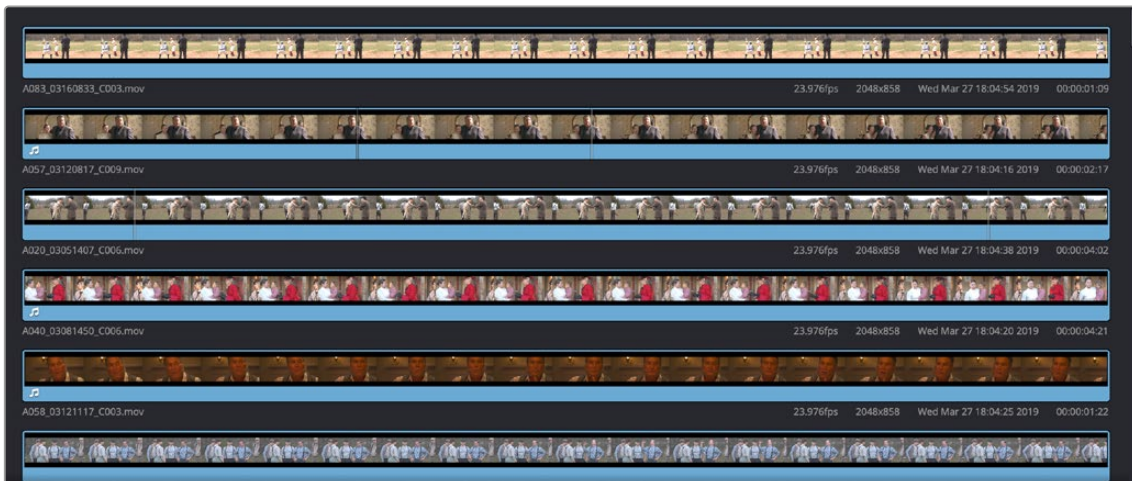 A083_03160833_C003.mov 23.976fps 2048x858 Wed Mar 27 18:04:54 2019 00:00:01:09
A057_03120817_C009.mov 23.976fps 2048x858 Wed Mar 27 18:04:16 2019 00:00:02:17
A020_03051407_C006.mov 23.976fps 2048x858 Wed Mar 27 18:04:38 2019 00:00:04:02
A040_03081450_C006.mov 23.976fps 2048x858 Wed Mar 27 18:04:20 2019 00:00:04:21
A058_03121117_C003.mov 23.976fps 2048x858 Wed Mar 27 18:04:25 2019 00:00:01:22